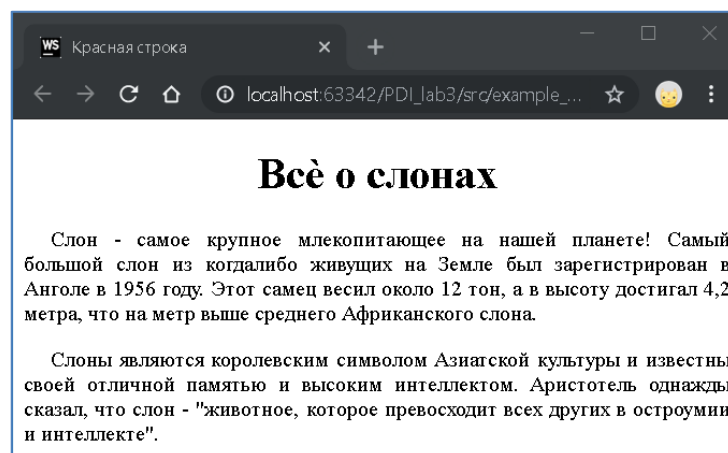 WS Красная строка
localhost:63342/PDI_lab3/src/example_...
Всѐ о слонах
Слон - самое крупное млекопитающее на нашей планете! Самый
большой слон из когдалибо живущих на Земле был зарегистрирован в
Анголе в 1956 году. Этот самец весил около 12 тон, а в высоту достигал 4,2
метра, что на метр выше среднего Африканского слона.
Слоны являются королевским символом Азиатской культуры и известны
своей отличной памятью и высоким интеллектом. Аристотель однажды
сказал, что слон - "животное, которое превосходит всех других в остроумии
и интеллекте".